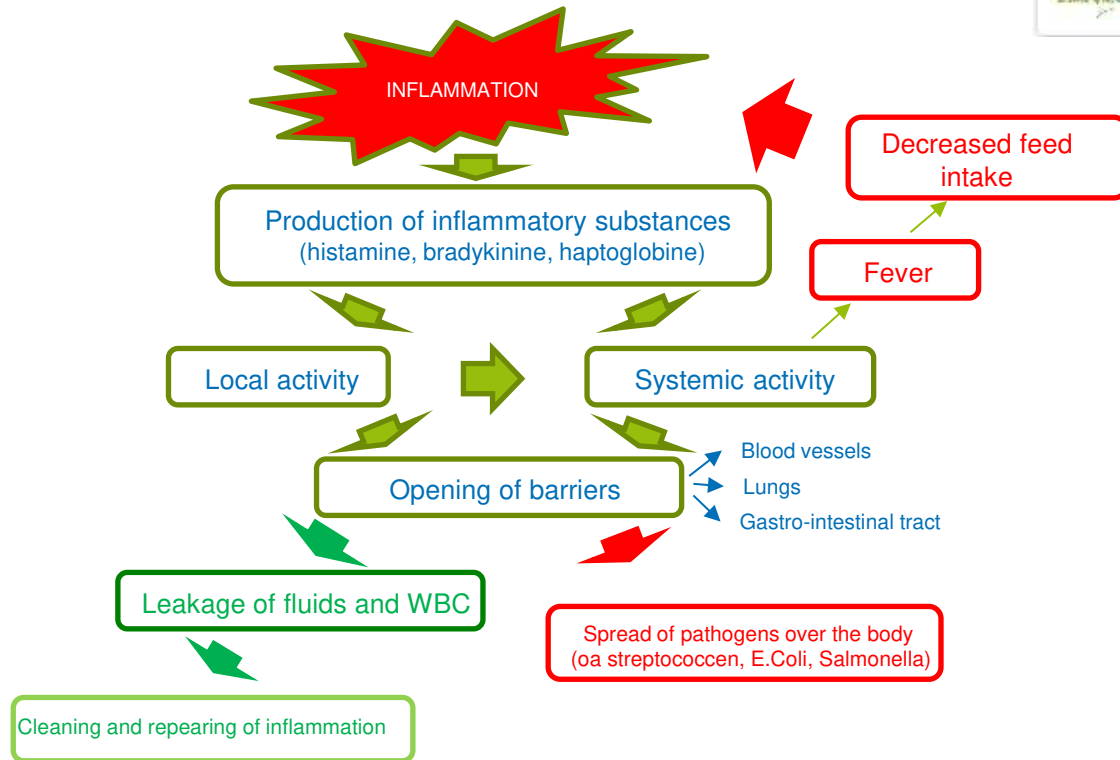 INFLAMMATION
Decreased feed
intake
Production of inflammatory substances
(histamine, bradykinine, haptoglobine)
Fever
Local activity
Systemic activity
Opening of barriers
Blood vessels
Lungs
Gastro-intestinal tract
Leakage of fluids and WBC
Spread of pathogens over the body
(oa streptococcen, E.Coli, Salmonella)
Cleaning and repearing of inflammation